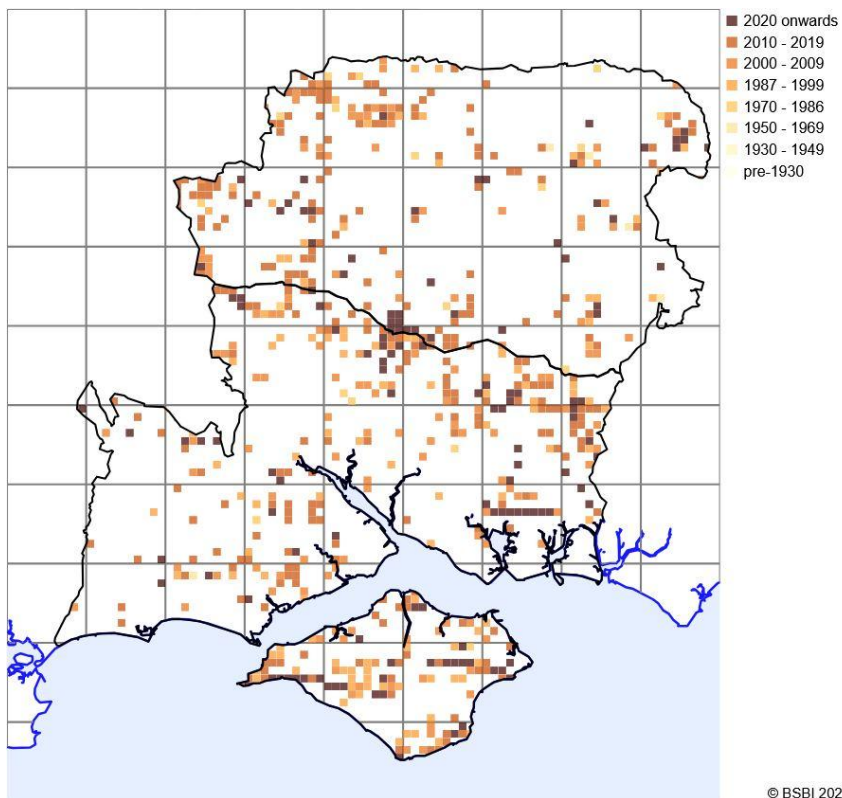 2020 onwards
2010 - 2019
2000 - 2009
1987 - 1999
1970 - 1986
1950 - 1969
1930 - 1949
pre-1930
© BSBI 202